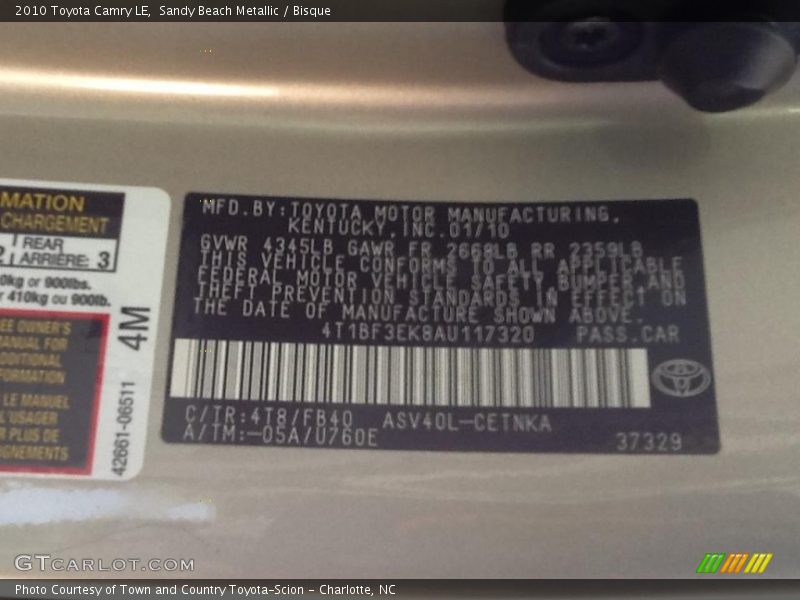 2010 Toyota Camry LE, Sandy Beach Metallic / Bisque
MATION
CHARGEMENT
REAR
ARRIÈRE: 3
0kg or 900lbs.
r 410kg ou 900lb.
EE OWNER'S
MANUAL FOR
DDITIONAL
FORMATION
LE MANUEL
L'USAGER
R PLUS DE
GNEMENTS
4M
42661-06511
MFD.BY:TOYOTA MOTOR MANUFACTURING,
KENTUCKY,INC.01/10
GVWR 4345LB GAWR FR 2668LB RR 2359LB
THIS VEHICLE CONFORMS TO ALL APPLICABLE
FEDERAL MOTOR VEHICLE SAFETY,BUMPER,AND
THEFT PREVENTION STANDARDS IN EFFECT ON
THE DATE OF MANUFACTURE SHOWN ABOVE.
4T1BF3EK8AU117320 PASS.CAR
C/TR:4T8/FB40 ASV40L-CETNKA
A/TM:-05A/U760E 37329
GTCARLOT.COM
Photo Courtesy of Town and Country Toyota-Scion - Charlotte, NC